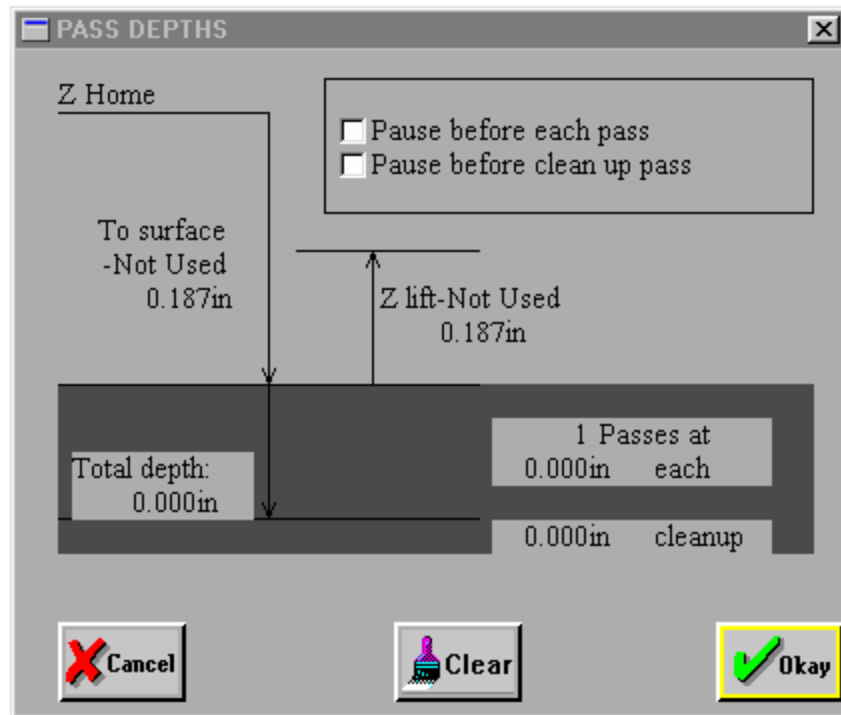 PASS DEPTHS
Z Home
Pause before each pass
Pause before clean up pass
To surface
-Not Used
0.187in
Z lift-Not Used
0.187in
1 Passes at
0.000in each
Total depth:
0.000in
0.000in cleanup
Cancel
Clear
Okay